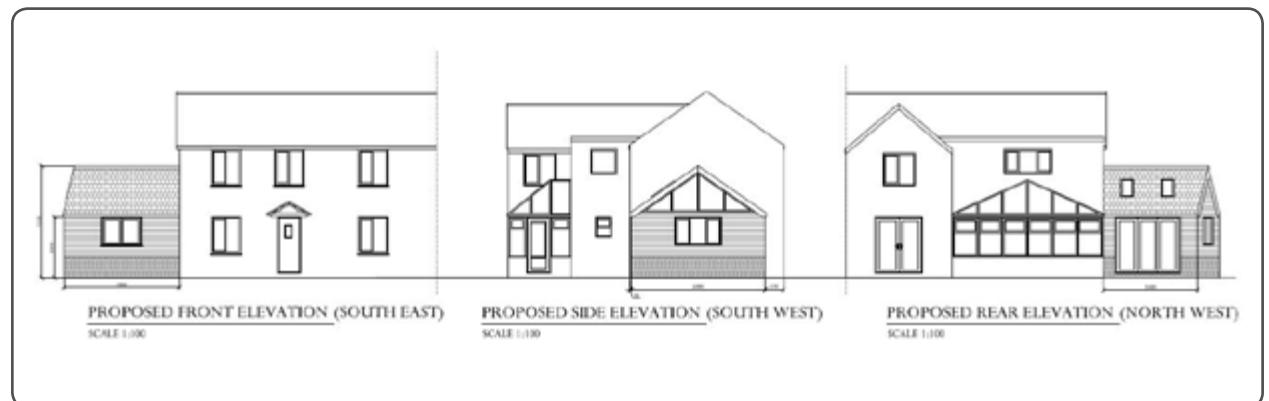 PROPOSED FRONT ELEVATION (SOUTH EAST)
SCALE 1:100
PROPOSED SIDE ELEVATION (SOUTH WEST)
SCALE 1:100
PROPOSED REAR ELEVATION (NORTH WEST)
SCALE 1:100